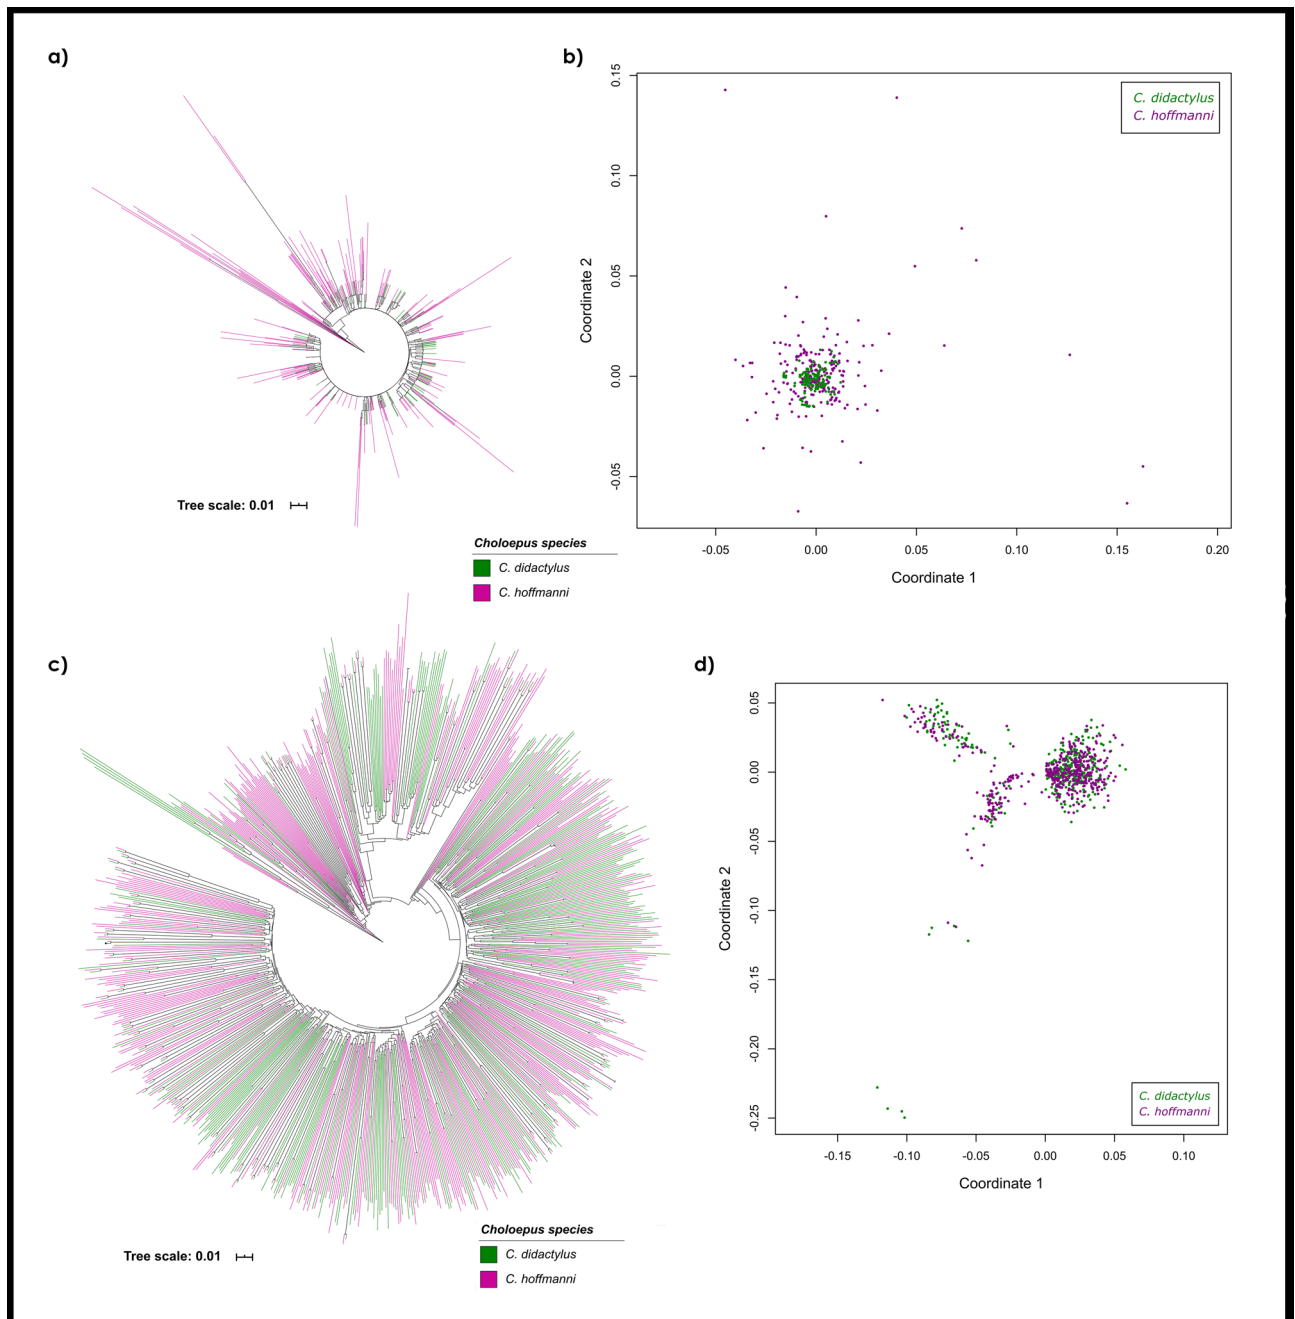 a)
b)
0.15
0.10
0.05
0.00
-0.05
Coordinate 2
C. didactylus
C. hoffmanni
-0.05
0.00
0.05
0.10
0.15
0.20
Coordinate 1
Tree scale: 0.01
Choloepus species
C. didactylus
C. hoffmanni
c)
d)
0.05
0.00
-0.05
-0.10
-0.15
-0.20
-0.25
Coordinate 2
C. didactylus
C. hoffmanni
-0.15
-0.10
-0.05
0.00
0.05
0.10
Coordinate 1
Choloepus species
C. didactylus
C. hoffmanni
Tree scale: 0.01